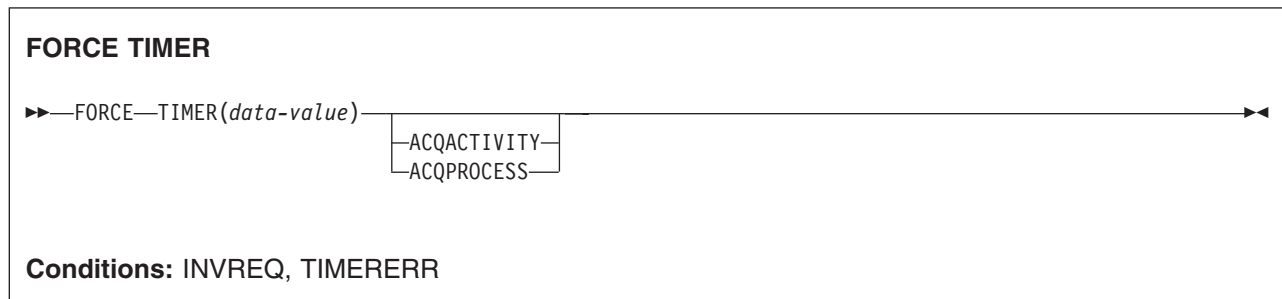 FORCE TIMER
FORCE TIMER(data-value)
ACQACTIVITY
ACQPROCESS
Conditions: INVREQ, TIMERERR